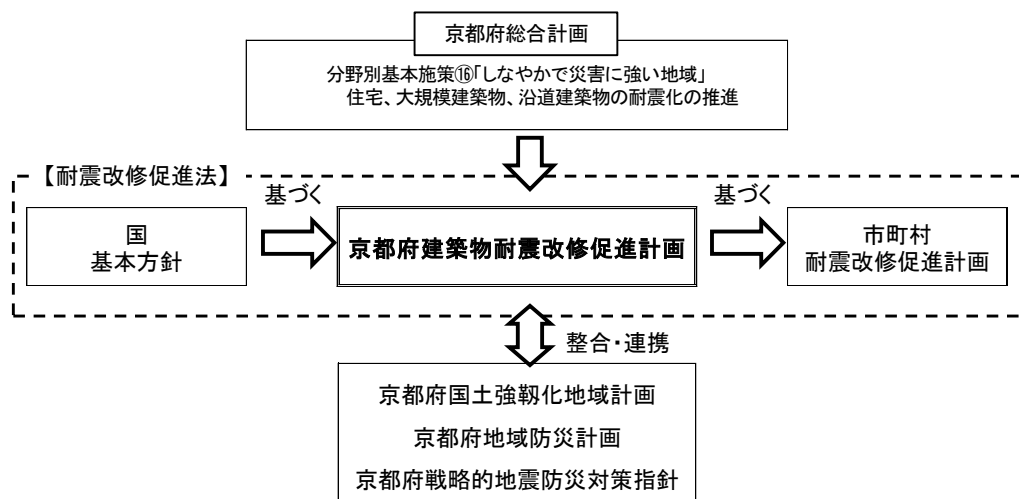 京都府総合計画
分野別基本施策⑯「しなやかで災害に強い地域」
住宅、大規模建築物、沿道建築物の耐震化の推進
【耐震改修促進法】
基づく
基づく
国
基本方針
京都府建築物耐震改修促進計画
市町村
耐震改修促進計画
整合・連携
京都府国土強靱化地域計画
京都府地域防災計画
京都府戦略的地震防災対策指針